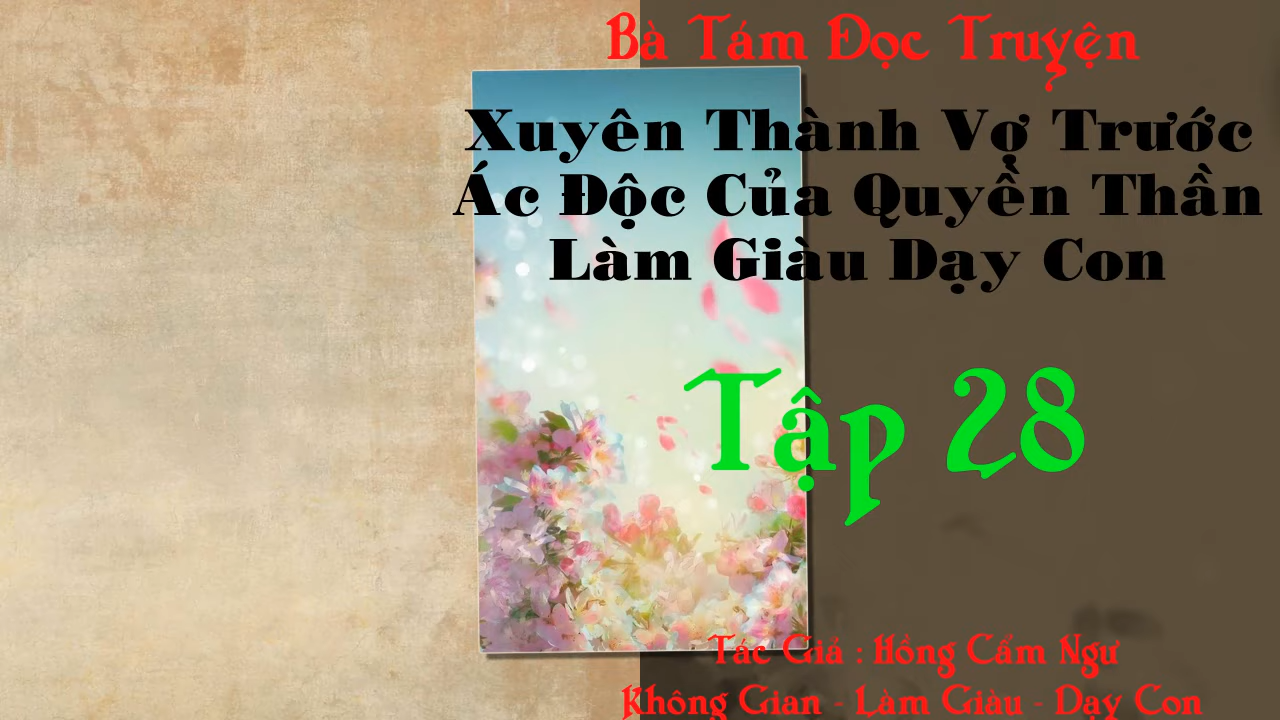 Bà Tám Đọc Truyện
Xuyên Thành Vợ Trước
Ác Độc Của Quyền Thần
Làm Giàu Dạy Con
Tập 28
Tác Giả : Hồng Cẩm Ngư
Không Gian - Làm Giàu - Dạy Con